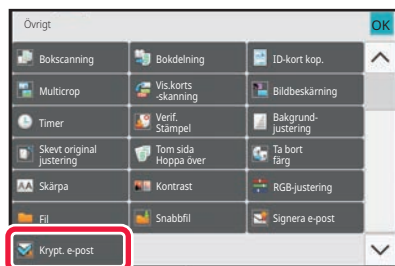 Övrigt
OK
Bokscanning
Bokdelning
ID-kort kop.
Multicrop
Vis.korts
-skanning
Bildbeskärning
Timer
Verif.
Stämpel
Bakgrund-
justering
Skevt original
justering
Tom sida
Hoppa över
Ta bort
färg
Skärpa
Kontrast
RGB-justering
Fil
Snabbfil
Signera e-post
Krypt. e-post